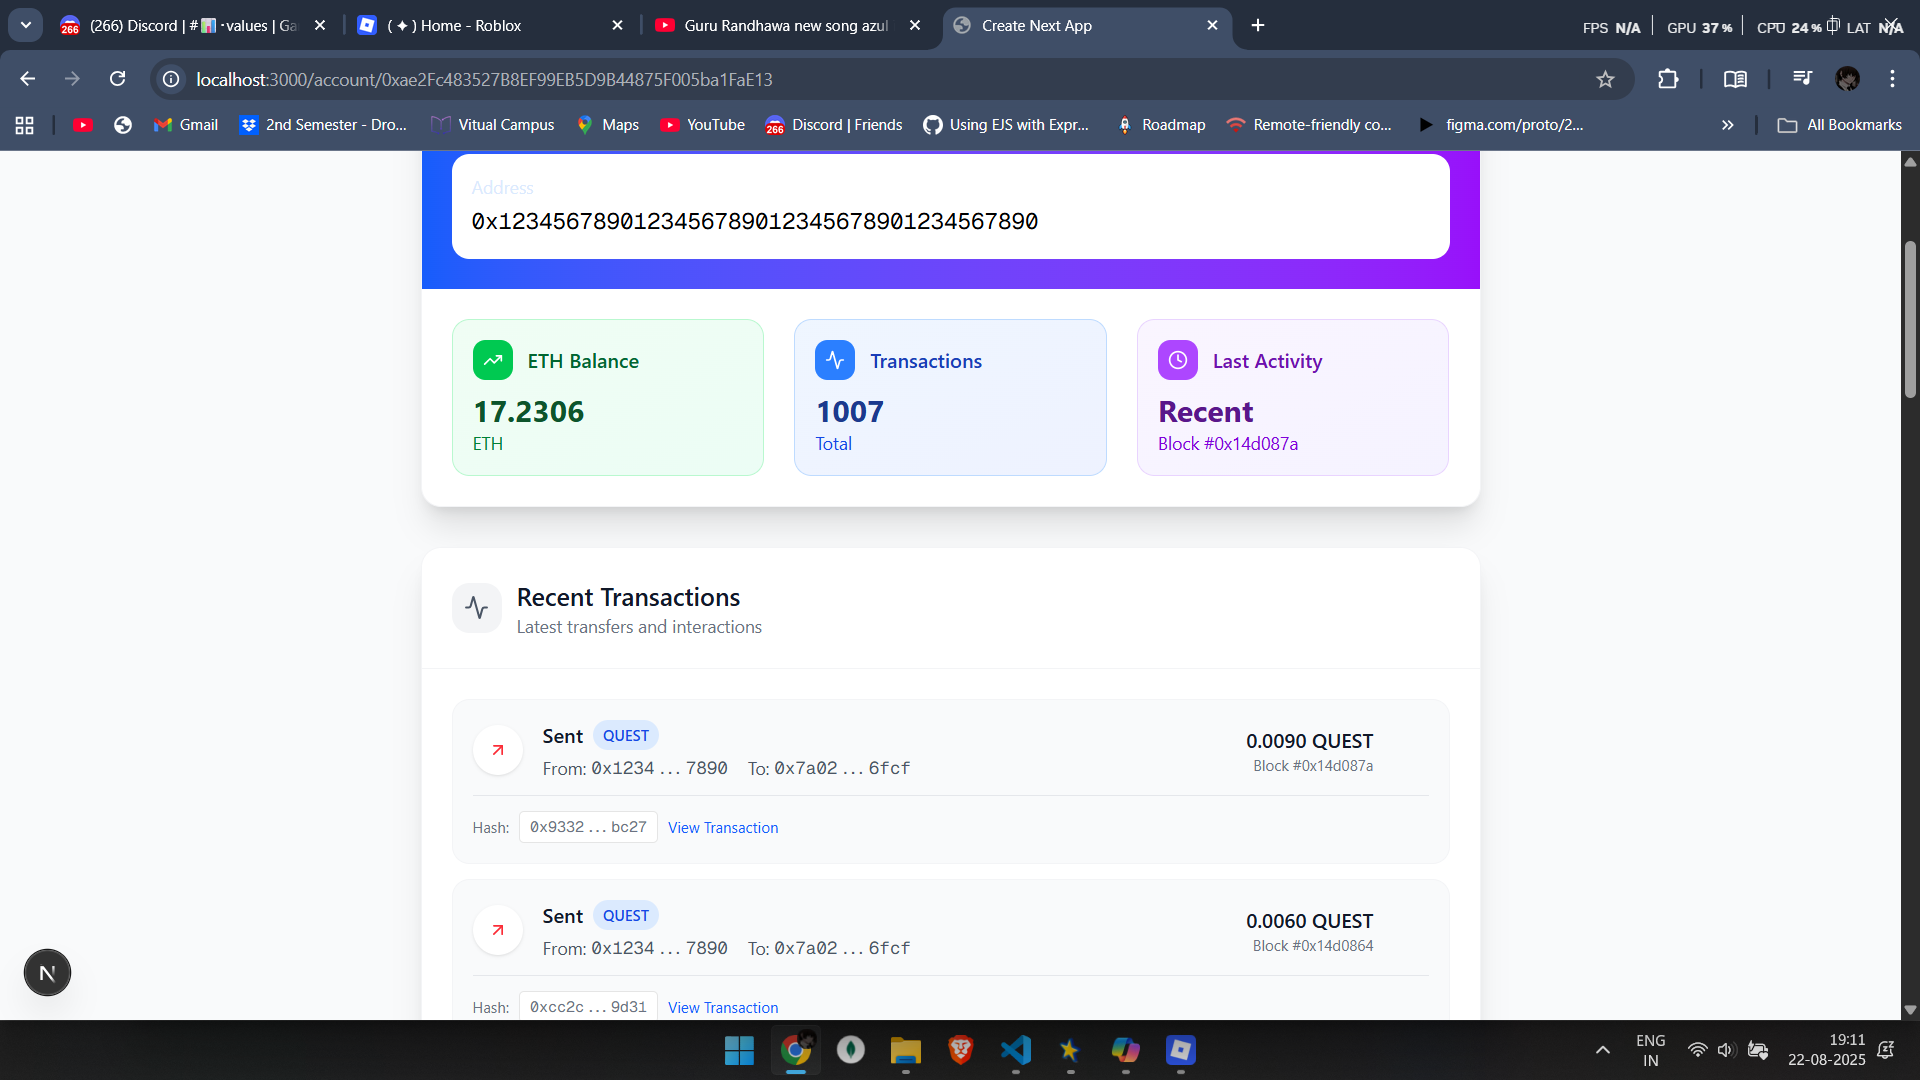 (266) Discord | # 📊・values | Ga
( ✦ ) Home - Roblox
Guru Randhawa new song azul
Create Next App
FPS N/A
GPU 37 %
CPU 24 %
LAT N/A
localhost:3000/account/0xae2Fc483527B8EF99EB5D9B44875F005ba1FaE13
Gmail
2nd Semester - Dro...
Vitual Campus
Maps
YouTube
266
Discord | Friends
Using EJS with Expr...
Roadmap
Remote-friendly co...
figma.com/proto/2...
All Bookmarks
Address
0x1234567890123456789012345678901234567890
ETH Balance
17.2306
ETH
Transactions
1007
Total
Last Activity
Recent
Block #0x14d087a
Recent Transactions
Latest transfers and interactions
Sent QUEST
From: 0x1234...7890 To: 0x7a02...6fcf
0.0090 QUEST
Block #0x14d087a
Hash: 0x9332...bc27 View Transaction
Sent QUEST
From: 0x1234...7890 To: 0x7a02...6fcf
0.0060 QUEST
Block #0x14d0864
Hash: 0xcc2c...9d31 View Transaction
N
ENG
IN
19:11
22-08-2025